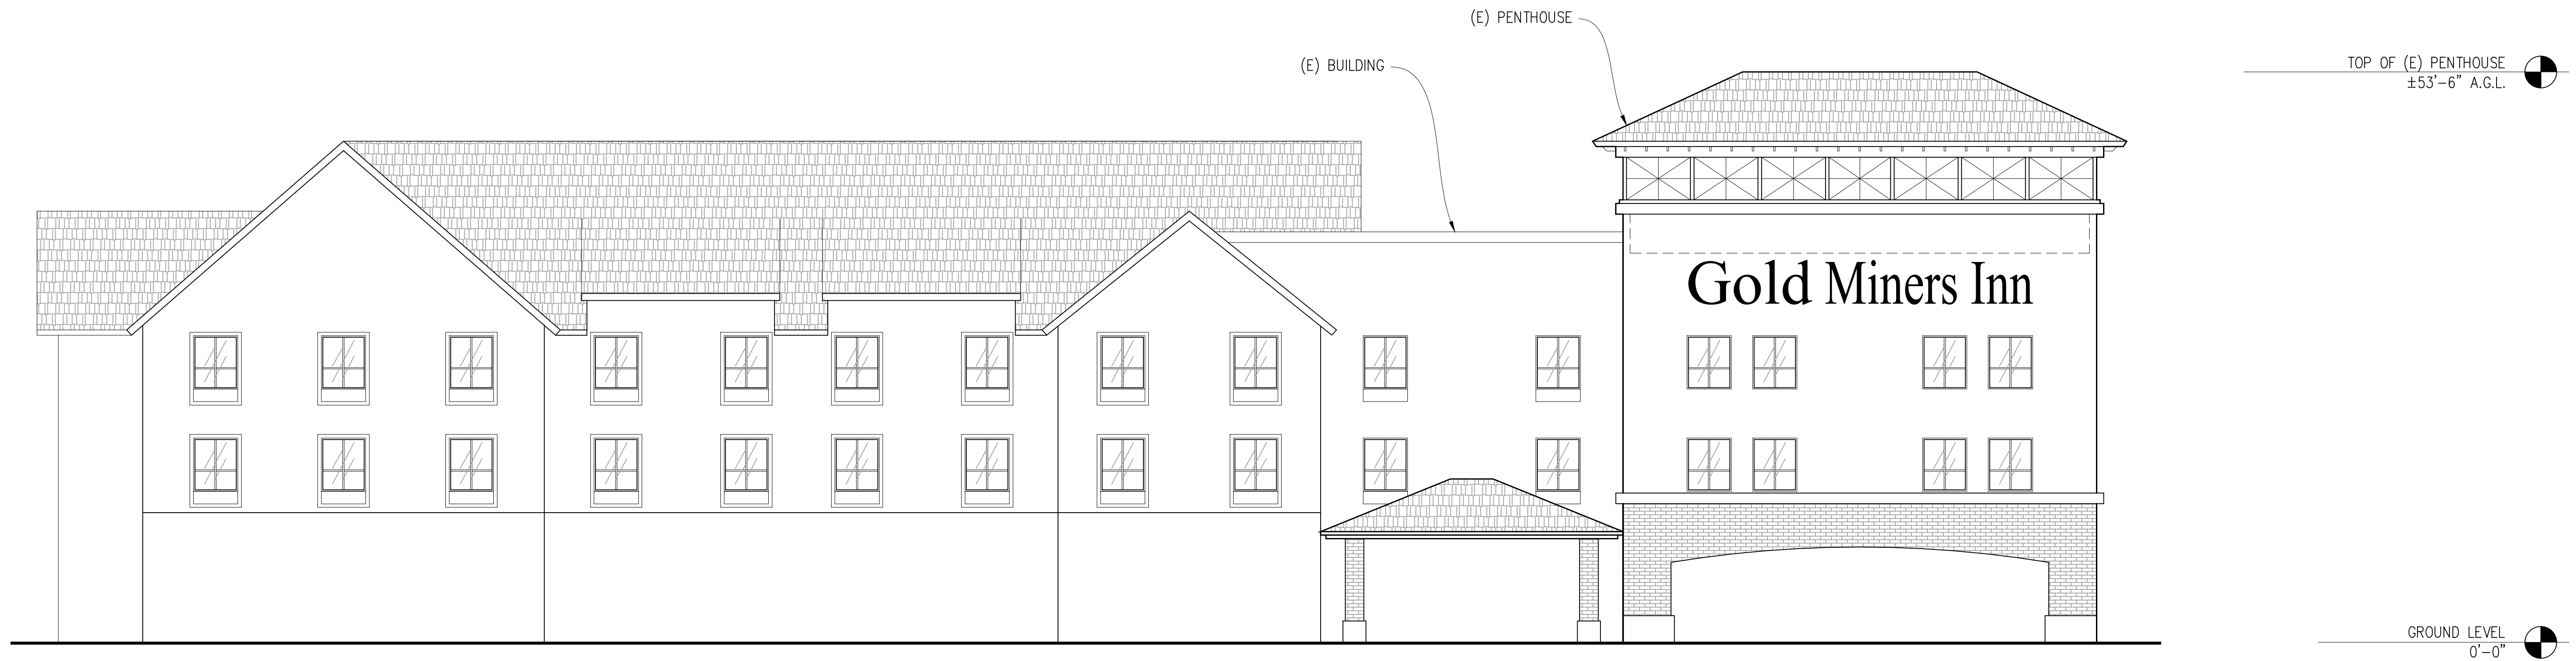 (E) PENTHOUSE
(E) BUILDING
TOP OF (E) PENTHOUSE
±53'-6" A.G.L.
Gold Miners Inn
GROUND LEVEL
0'-0"